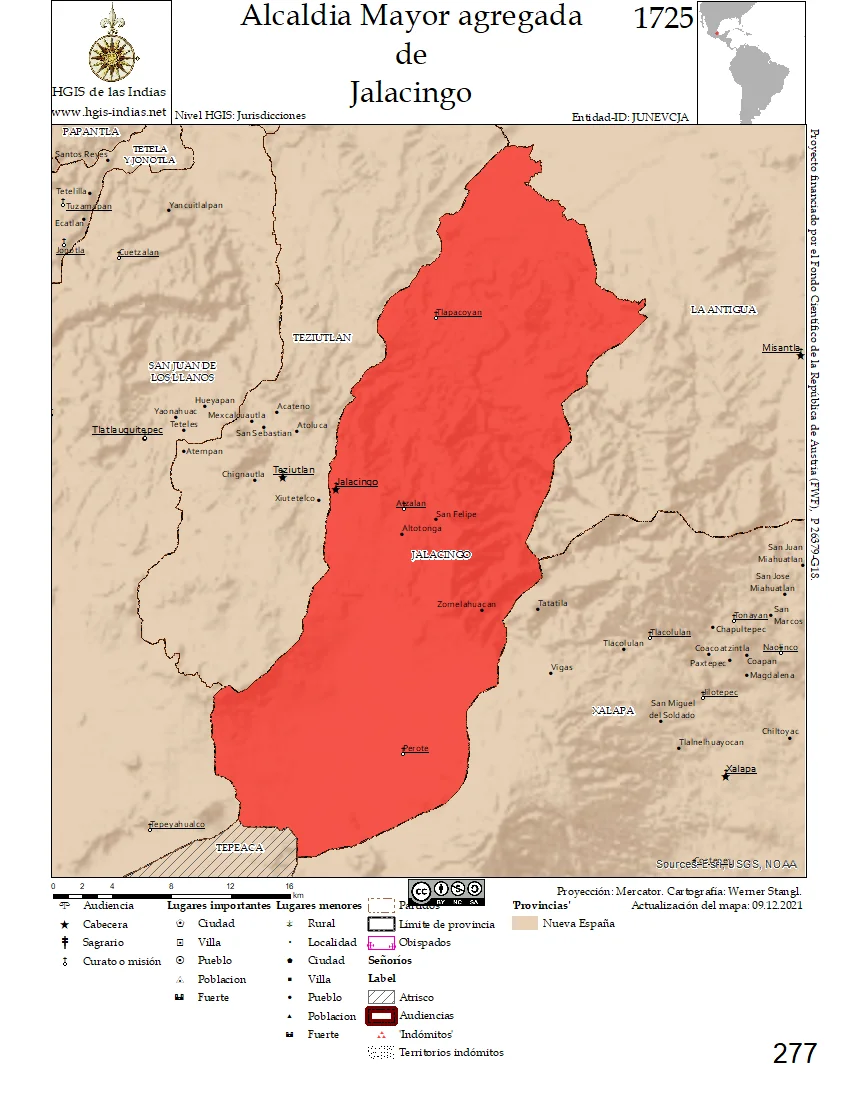 Alcaldia Mayor agregada
de
Jalacingo
1725
HGIS de las Indias
www.hgis-indias.net
Nivel HGIS: Jurisdicciones
Entidad-ID: JUNEVCJA
PAPANTLA
Santos Reyes
TETELA
Y JONOTLA
Tetelilla
Tuzamapan
Yancuitlalpan
Ecatlan
Jonotla
Cuetzalan
Tlapacoyan
LA ANTIGUA
TEZIUTLAN
Misantla
SAN JUAN DE
LOS LLANOS
Hueyapan
Yaonahuac
Mexcalcuautla
Acateno
Teteles
San Sebastian
Atoluca
Tlatlauquitepec
Atempan
Chignautla
Teziutlan
Jalacingo
Xiutetelco
Atzalan
San Felipe
Altotonga
JALACINGO
San Juan
Miahuatlan
San Jose
Miahuatlan
Zomelahuacan
Tatatila
Tonayan
San
Marcos
Chapultepec
Tlacolulan
Tlacolulan
Coacoatzintla
Naolinco
Paxtepec
Coapan
Vigas
Magdalena
Jilotepec
XALAPA
San Miguel
del Soldado
Chiltoyac
Tlalnelhuayocan
Perote
Xalapa
Tepeyahualco
TEPEACA
Sources: Esri, USGS, NOAA
Proyecto financiado por el Fondo Científico de la República de Austria (FWF), P 26379-G18.
0 2 4 8 12 16
km
CC BY NC SA
Proyección: Mercator. Cartografía: Werner Stangl.
Actualización del mapa: 09.12.2021
Audiencia
Cabecera
Sagrario
Curato o misión
Lugares importantes
Ciudad
Villa
Pueblo
Poblacion
Fuerte
Lugares menores
Rural
Localidad
Ciudad
Villa
Pueblo
Poblacion
Fuerte
Partidos
Límite de provincia
Obispados
Señoríos
Label
Atrisco
Audiencias
'Indómitos'
Territorios indómitos
'Provincias'
Nueva España
277